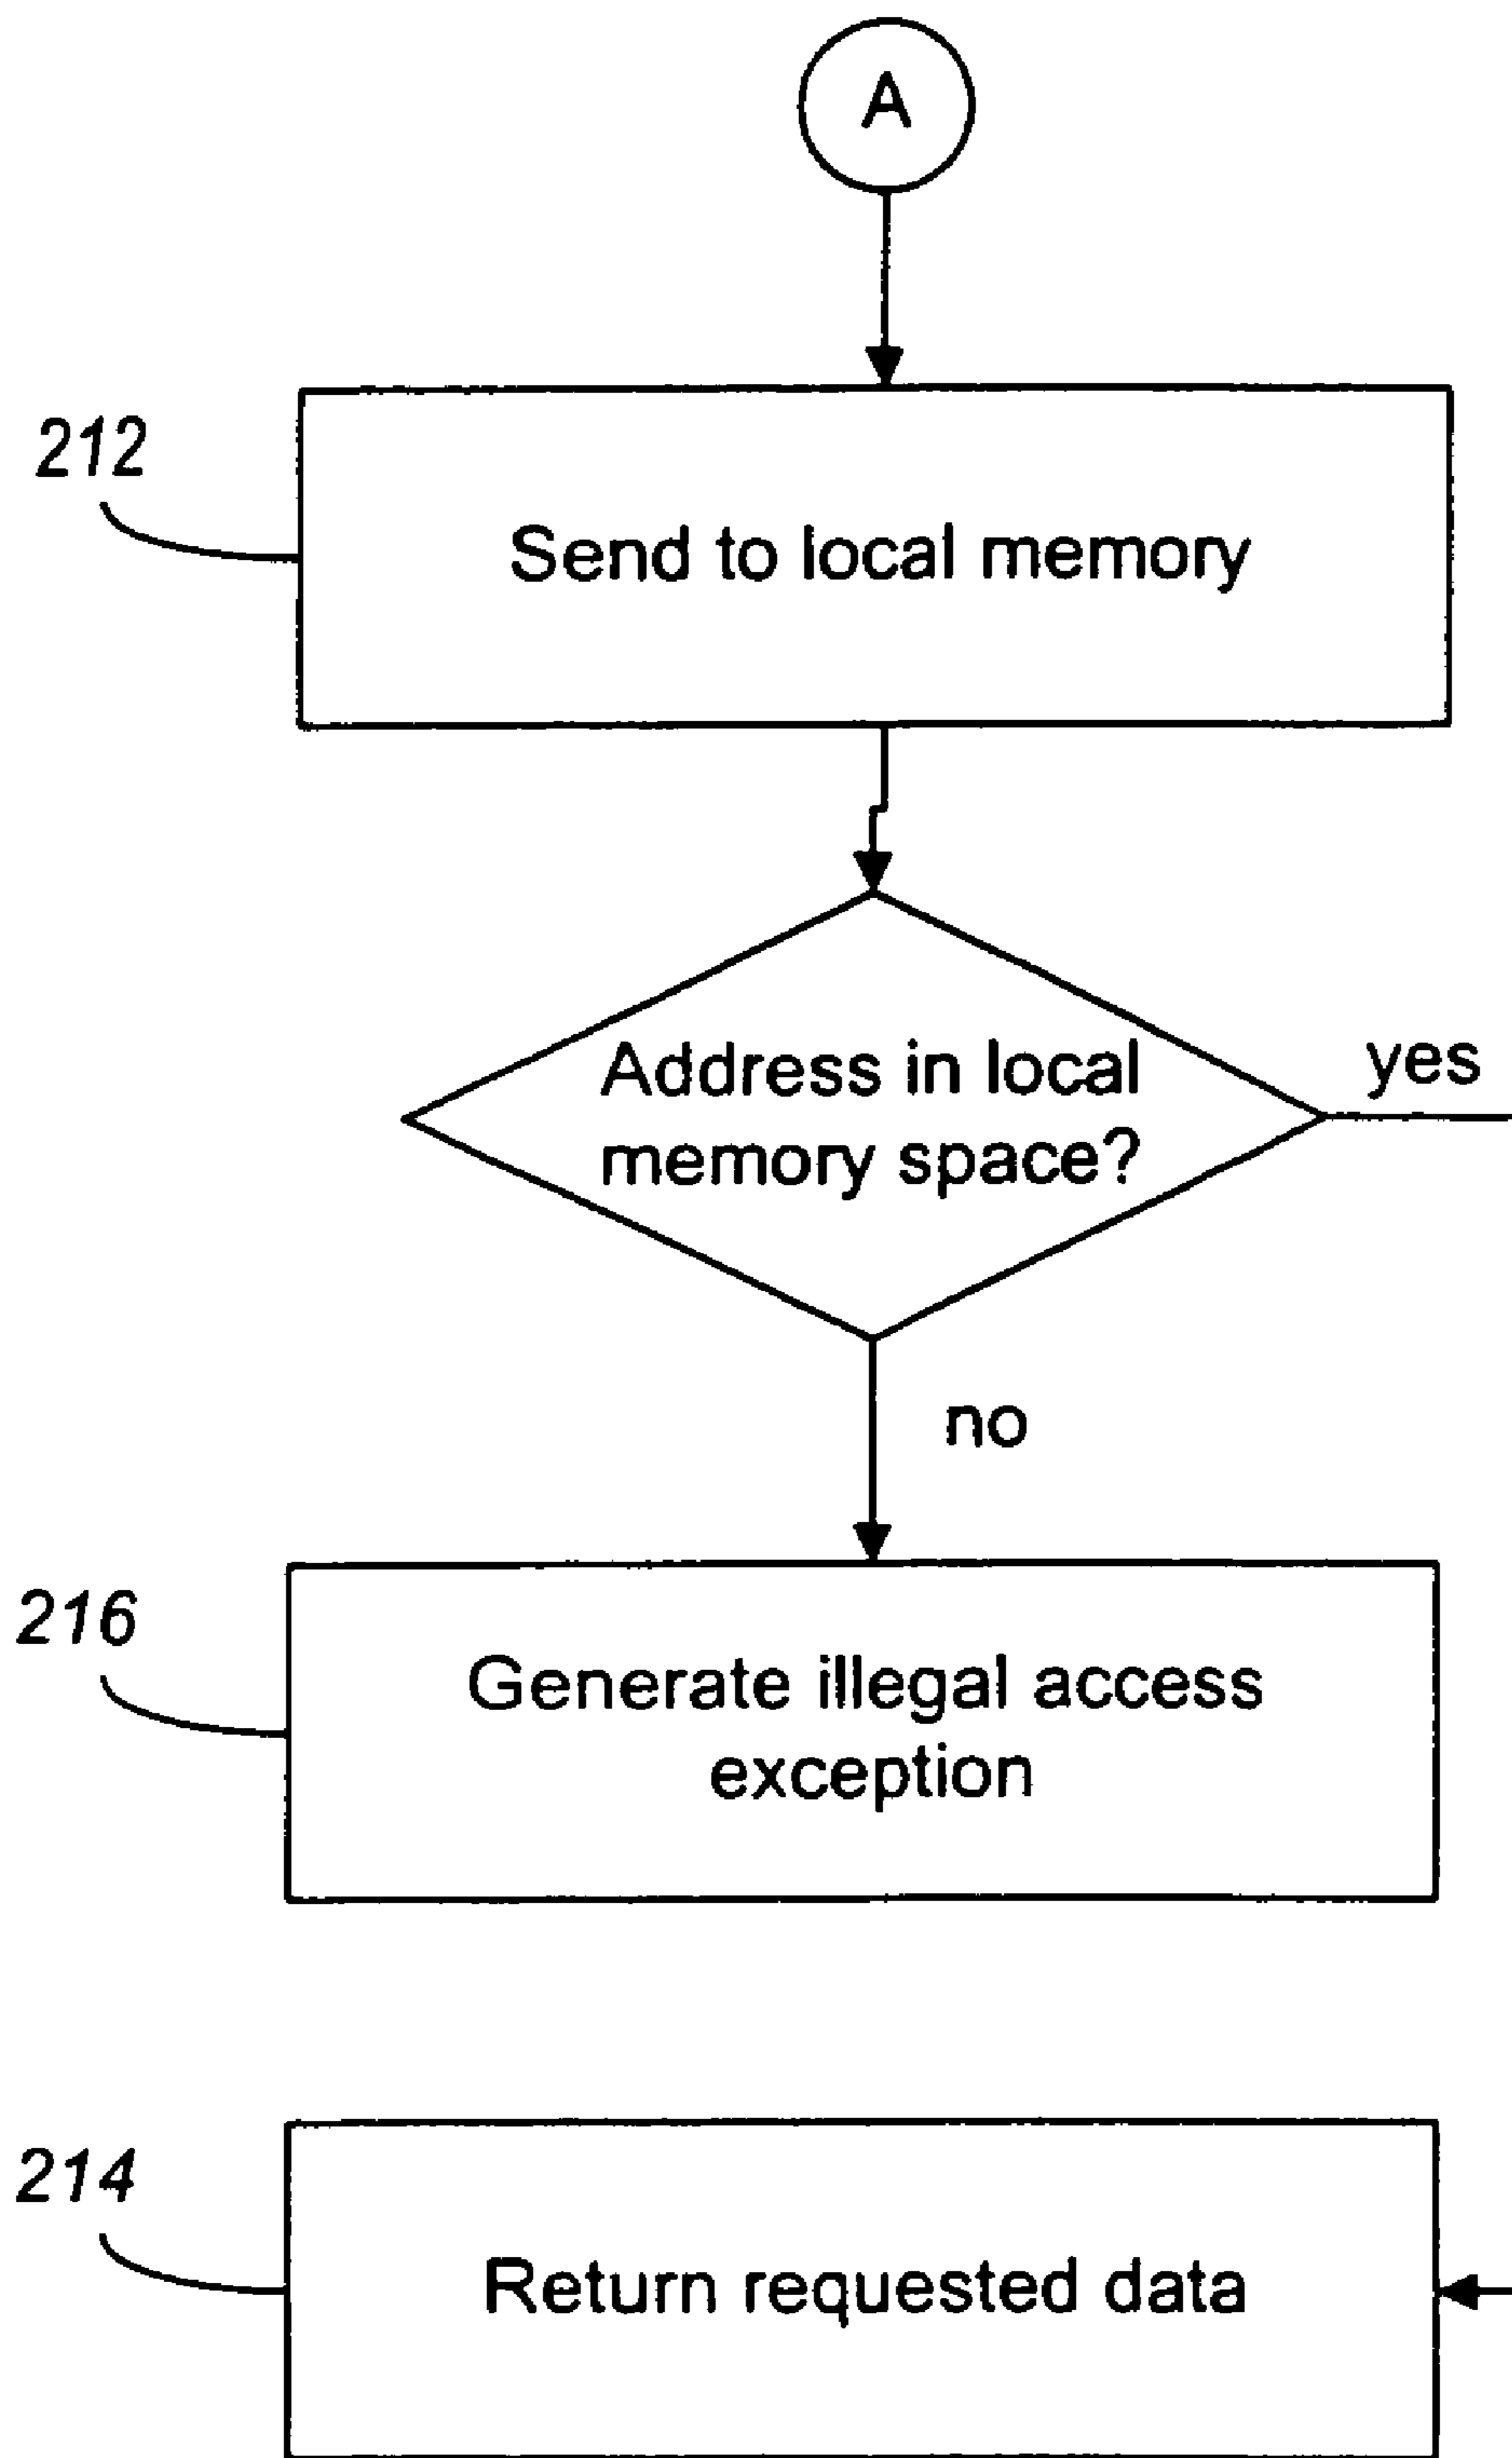 A
212
Send to local memory
Address in local
memory space?
yes
no
216
Generate illegal access
exception
214
Return requested data